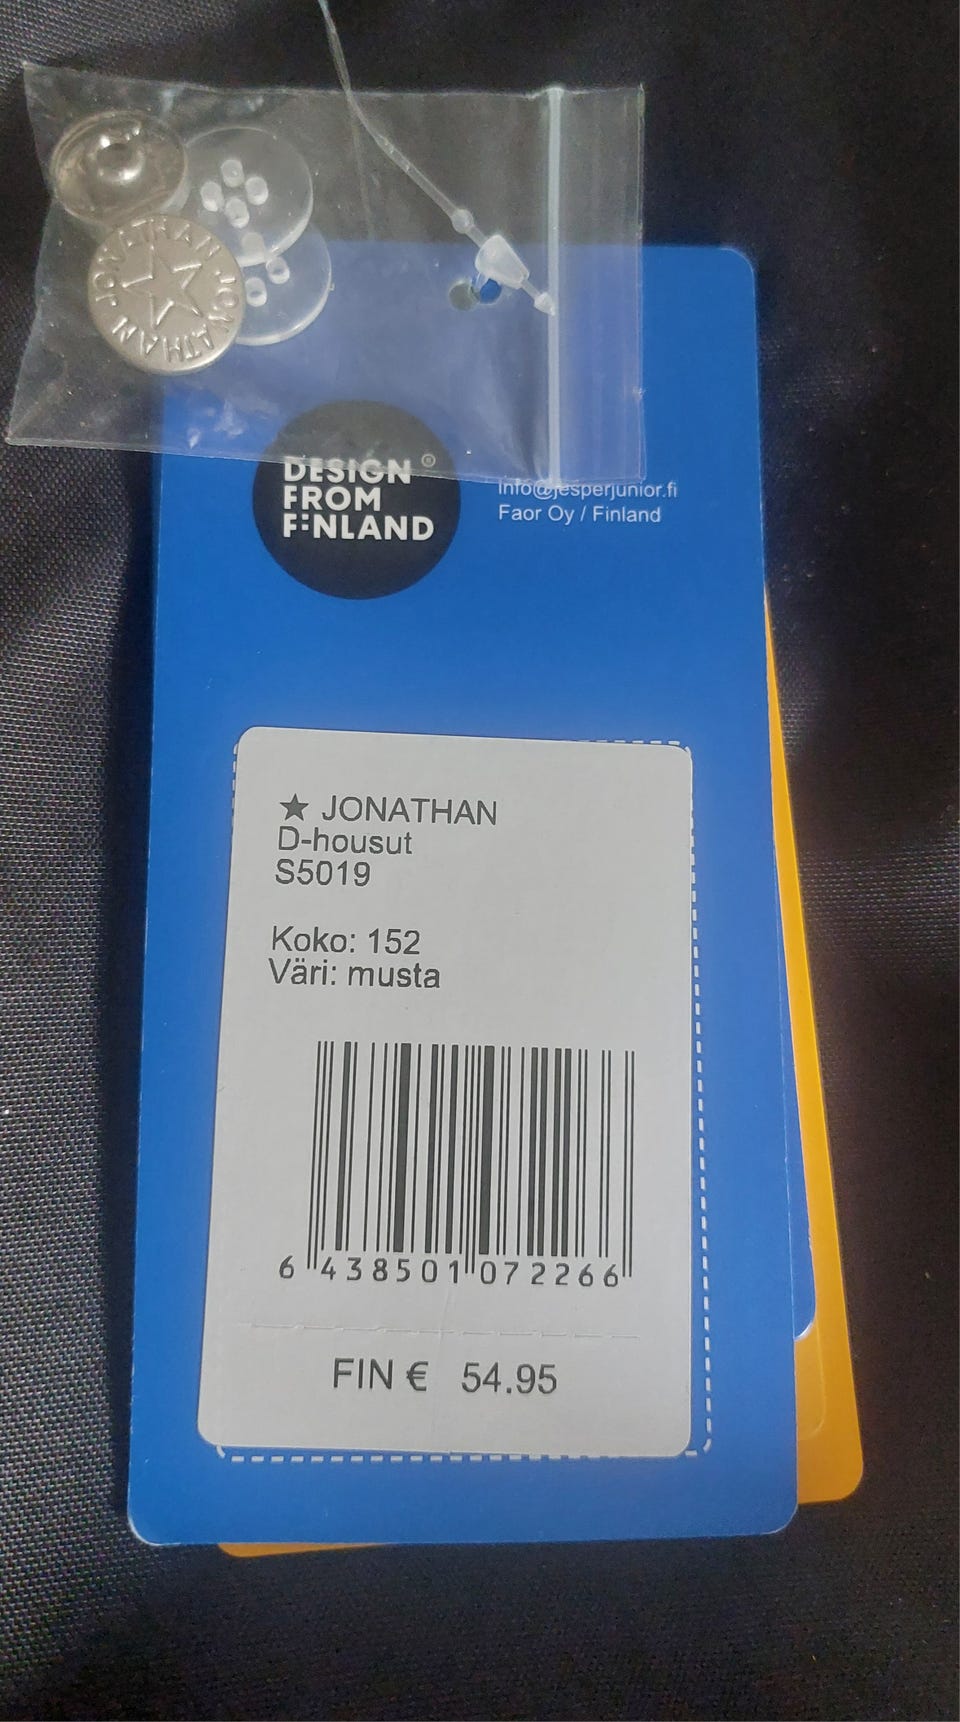 JONATHAN · JONATHAN ·
DESIGN ®
FROM
FINLAND
info@jesperjunior.fi
Faor Oy / Finland
★ JONATHAN
D-housut
S5019
Koko: 152
Väri: musta
6 438501 072266
FIN € 54.95